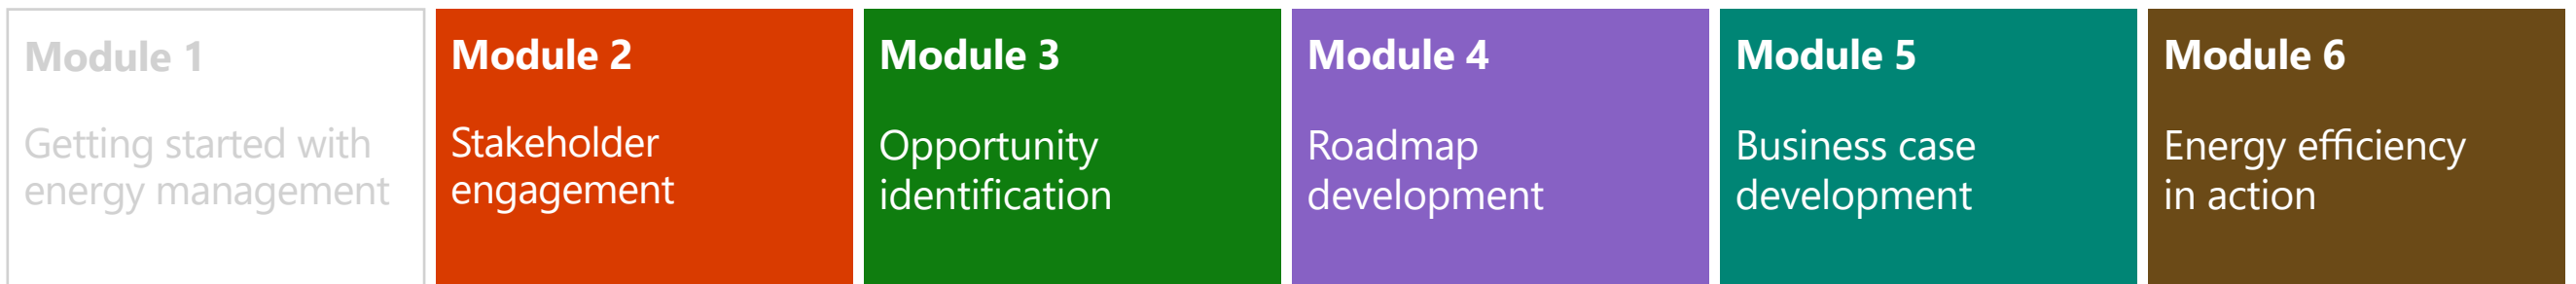 Module 1
Getting started with
energy management
Module 2
Stakeholder
engagement
Module 3
Opportunity
identification
Module 4
Roadmap
development
Module 5
Business case
development
Module 6
Energy efficiency
in action